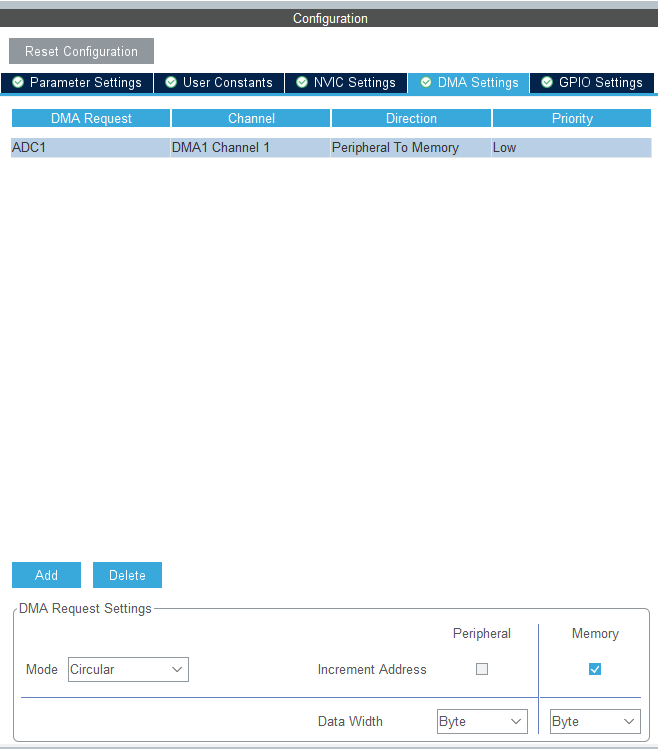 Configuration
Reset Configuration
Parameter Settings User Constants NVIC Settings DMA Settings GPIO Settings
DMA Request Channel Direction Priority
ADC1 DMA1 Channel 1 Peripheral To Memory Low
Add Delete
DMA Request Settings
Peripheral Memory
Mode Circular Increment Address
Data Width Byte Byte